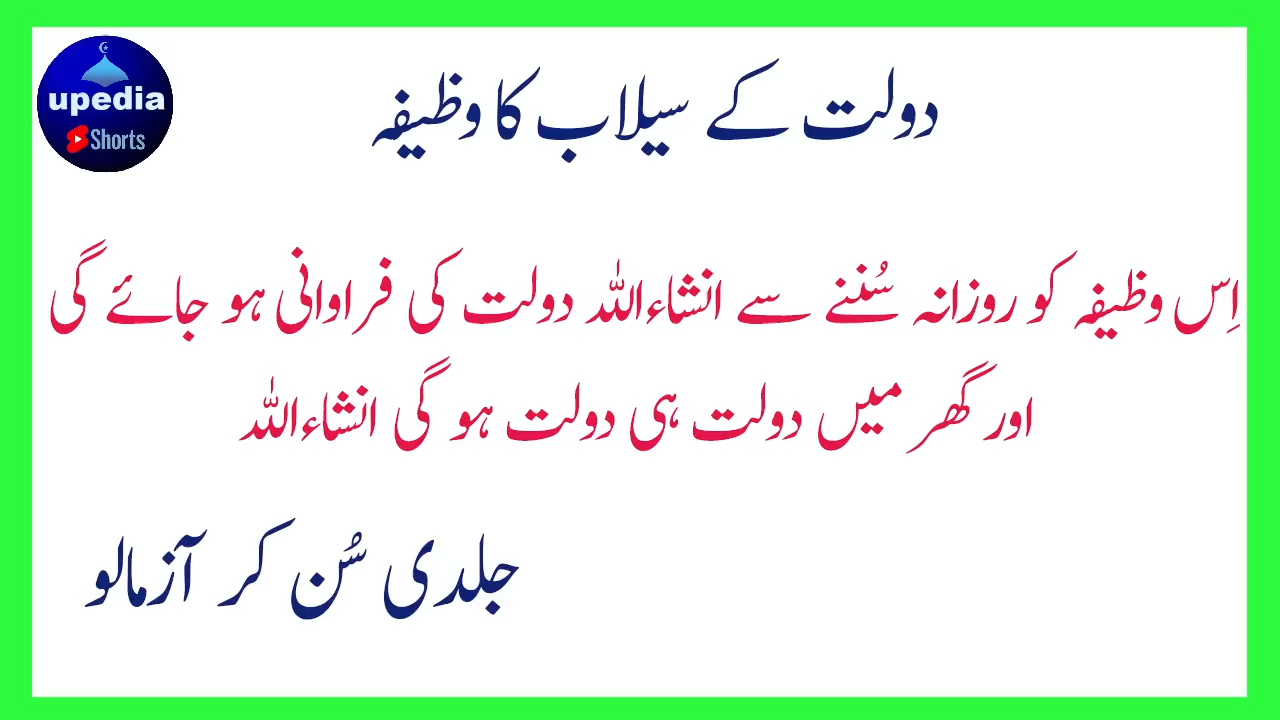 upedia
Shorts
دولت کے سیلاب کا وظیفہ
اِس وظیفہ کو روزانہ سُننے سے انشاءاللہ دولت کی فراوانی ہو جائے گی
اور گھر میں دولت ہی دولت ہو گی انشاءاللہ
جلدی سُن کر آزمالو